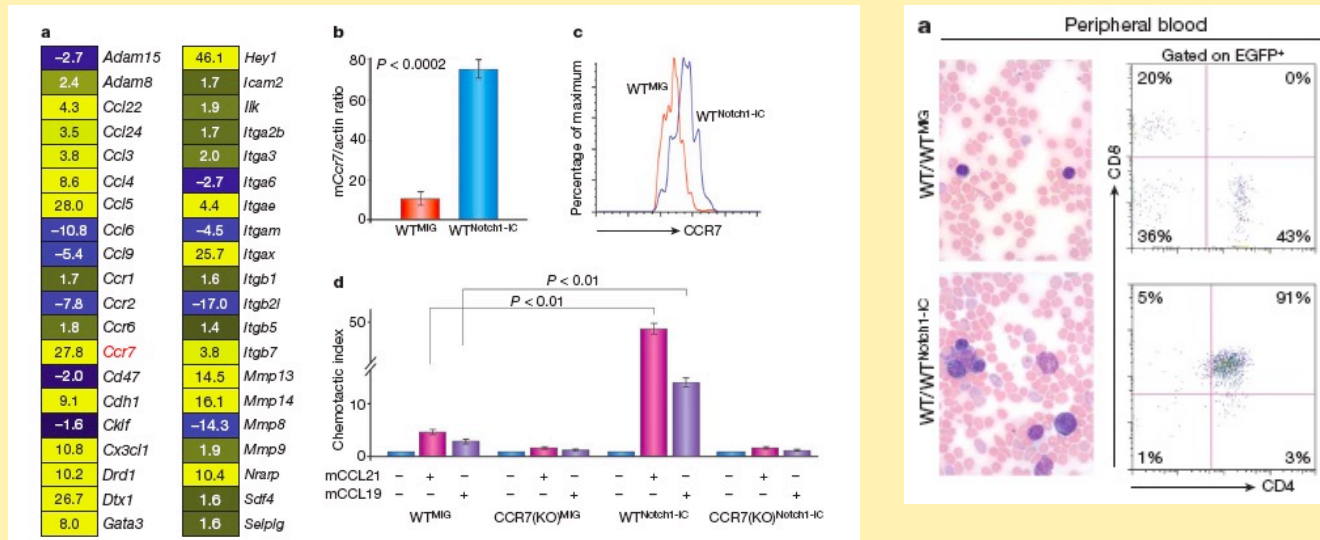 a
−2.7 Adam15
2.4 Adam8
4.3 Ccl22
3.5 Ccl24
3.8 Ccl3
8.6 Ccl4
28.0 Ccl5
−10.8 Ccl6
−5.4 Ccl9
1.7 Ccr1
−7.8 Ccr2
1.8 Ccr6
27.8 Ccr7
−2.0 Cd47
9.1 Cdh1
−1.6 Cklf
10.8 Cx3cl1
10.2 Drd1
26.7 Dtx1
8.0 Gata3
46.1 Hey1
1.7 Icam2
1.9 Ilk
1.7 Itga2b
2.0 Itga3
−2.7 Itga6
4.4 Itgae
−4.5 Itgam
25.7 Itgax
1.6 Itgb1
−17.0 Itgb2l
1.4 Itgb5
3.8 Itgb7
14.5 Mmp13
16.1 Mmp14
−14.3 Mmp8
1.9 Mmp9
10.4 Nrarp
1.6 Sdf4
1.6 Selplg
b
P < 0.0002
mCcr7/actin ratio
80
60
40
20
0
WTMIG WTNotch1-IC
c
Percentage of maximum
WTMIG
WTNotch1-IC
CCR7
d
P < 0.01
P < 0.01
Chemotactic index
50
10
0
mCCL21 − + − − + − − + − − + −
mCCL19 − − + − − + − − + − − +
WTMIG CCR7(KO)MIG WTNotch1-IC CCR7(KO)Notch1-IC
a
Peripheral blood
Gated on EGFP+
WT/WTMIG
20% 0%
36% 43%
CD8
WT/WTNotch1-IC
5% 91%
1% 3%
CD4